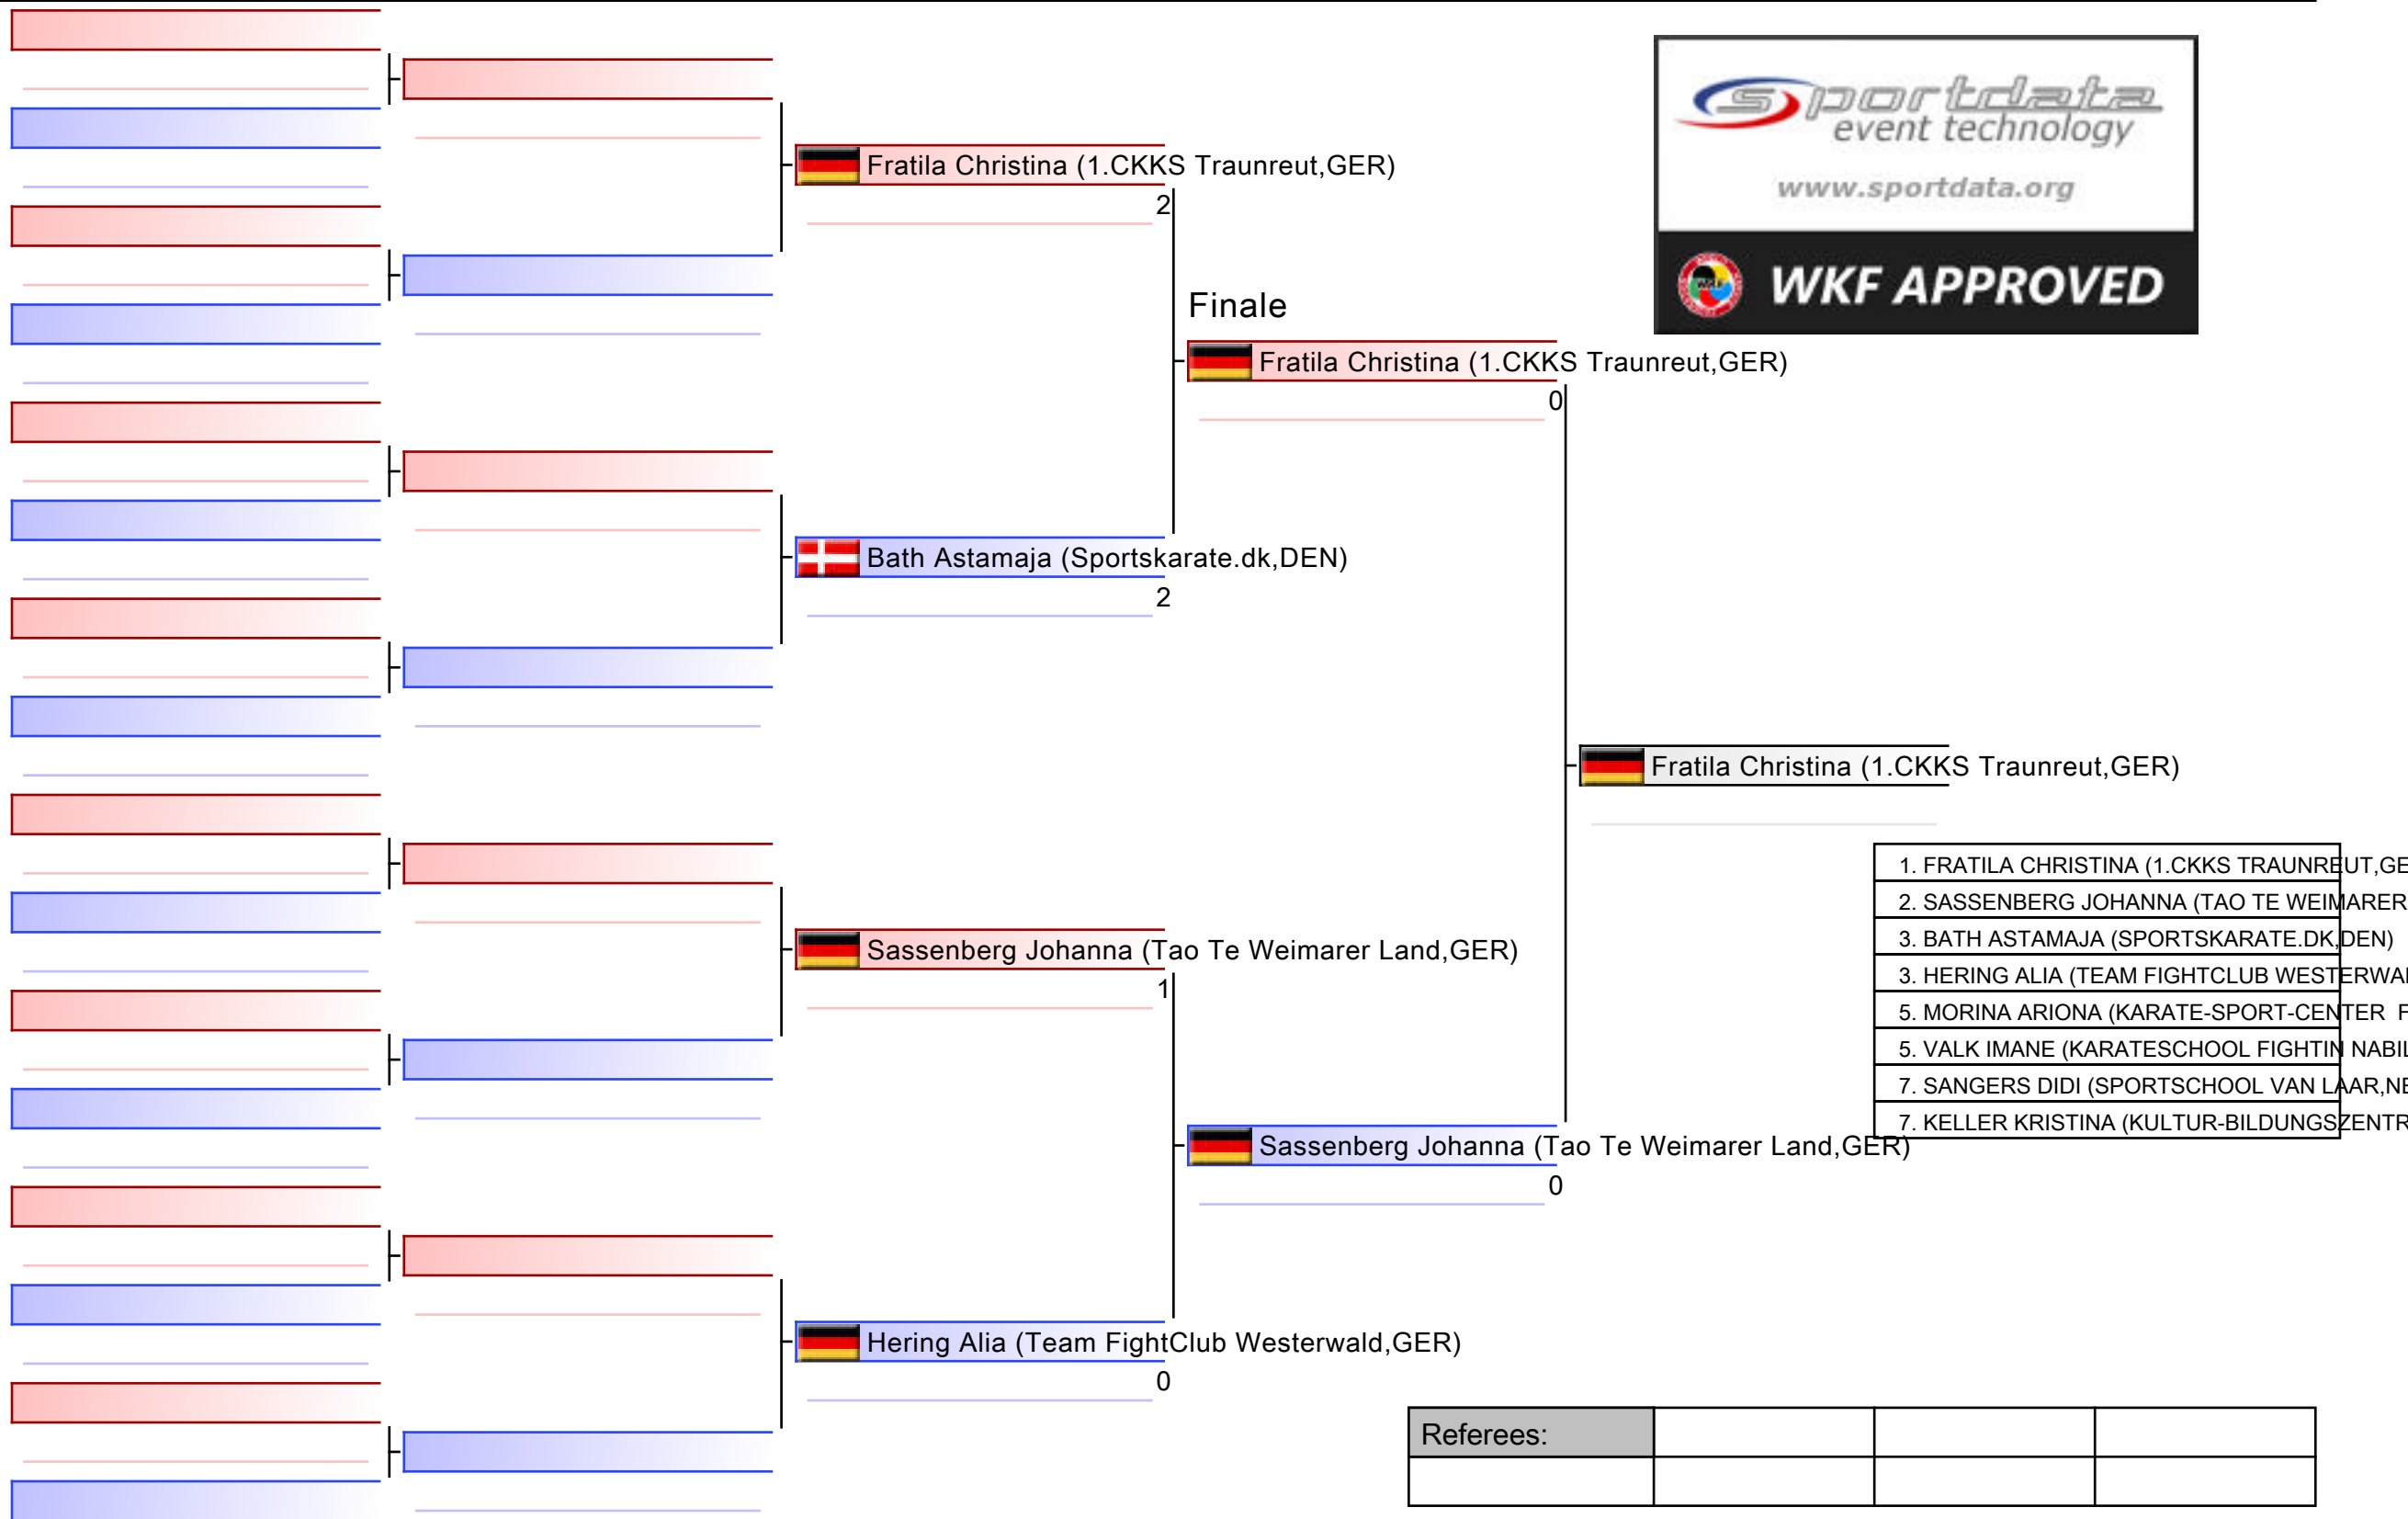 sportdata
event technology
www.sportdata.org
WKF APPROVED
Fratila Christina (1.CKKS Traunreut,GER)
2
Finale
Fratila Christina (1.CKKS Traunreut,GER)
0
Bath Astamaja (Sportskarate.dk,DEN)
2
Fratila Christina (1.CKKS Traunreut,GER)
1. FRATILA CHRISTINA (1.CKKS TRAUNREUT,GE
2. SASSENBERG JOHANNA (TAO TE WEIMARER
3. BATH ASTAMAJA (SPORTSKARATE.DK,DEN)
3. HERING ALIA (TEAM FIGHTCLUB WESTERWAL
5. MORINA ARIONA (KARATE-SPORT-CENTER F
5. VALK IMANE (KARATESCHOOL FIGHTIN NABIL
7. SANGERS DIDI (SPORTSCHOOL VAN LAAR,NE
7. KELLER KRISTINA (KULTUR-BILDUNGSZENTR
Sassenberg Johanna (Tao Te Weimarer Land,GER)
1
Sassenberg Johanna (Tao Te Weimarer Land,GER)
0
Hering Alia (Team FightClub Westerwald,GER)
0
Referees: